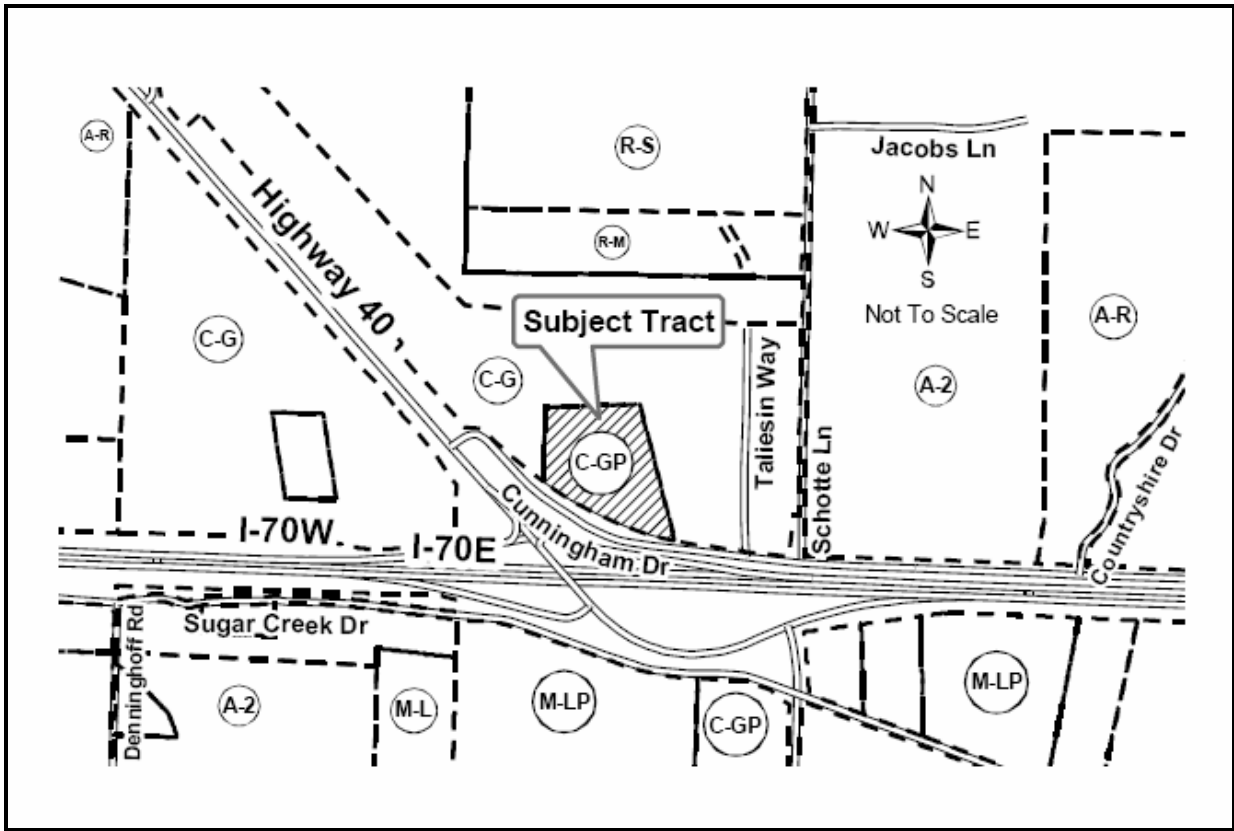 A-R
R-S
Jacobs Ln
N
W E
S
Not To Scale
R-M
Highway 40
Subject Tract
A-R
C-G
C-G
A-2
Taliesin Way
Schotte Ln
Countryshire Dr
C-GP
Cunningham Dr
I-70W
I-70E
Sugar Creek Dr
Denninghoff Rd
A-2
M-L
M-LP
C-GP
M-LP